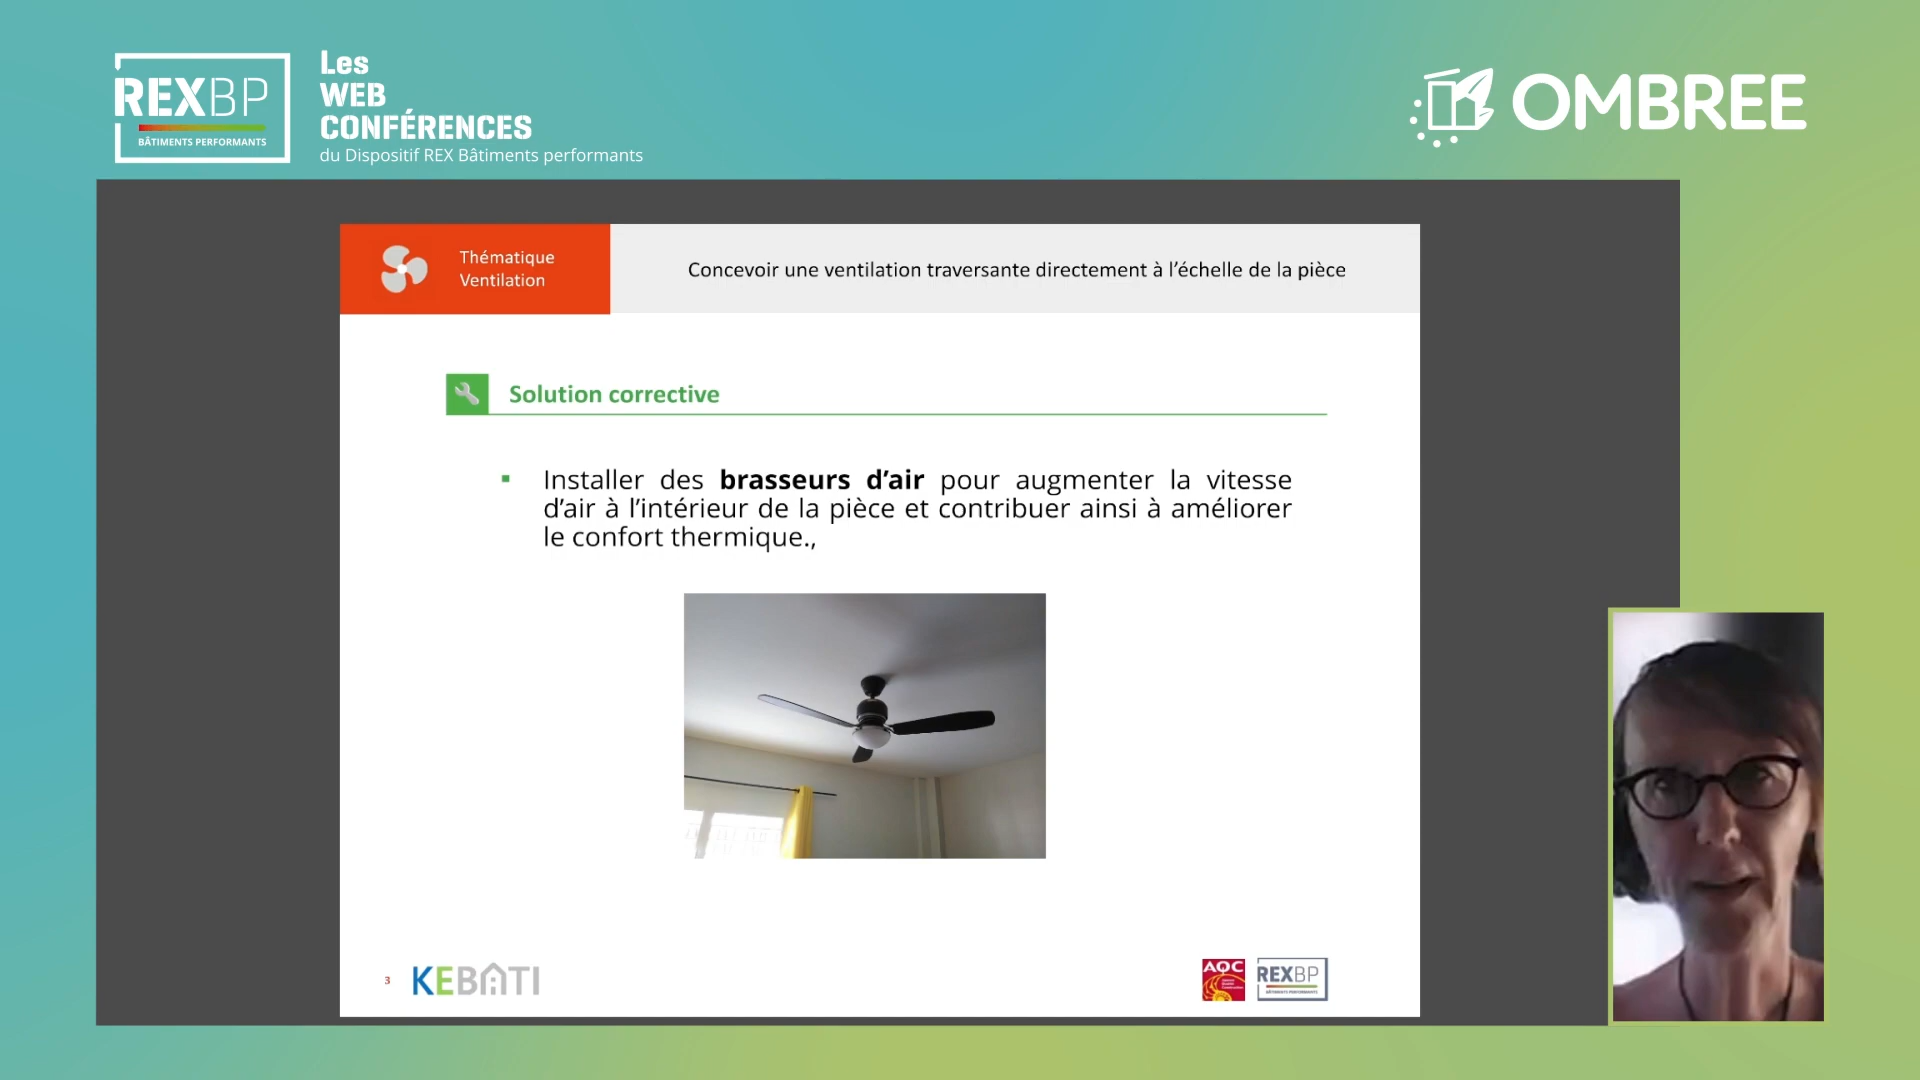 REXBP
BÂTIMENTS PERFORMANTS
Les
WEB
CONFÉRENCES
du Dispositif REX Bâtiments performants
OMBREE
Thématique
Ventilation
Concevoir une ventilation traversante directement à l’échelle de la pièce
Solution corrective
▪ Installer des brasseurs d’air pour augmenter la vitesse
d’air à l’intérieur de la pièce et contribuer ainsi à améliorer
le confort thermique.,
3
KEBATI
AQC
REXBP
BÂTIMENTS PERFORMANTS